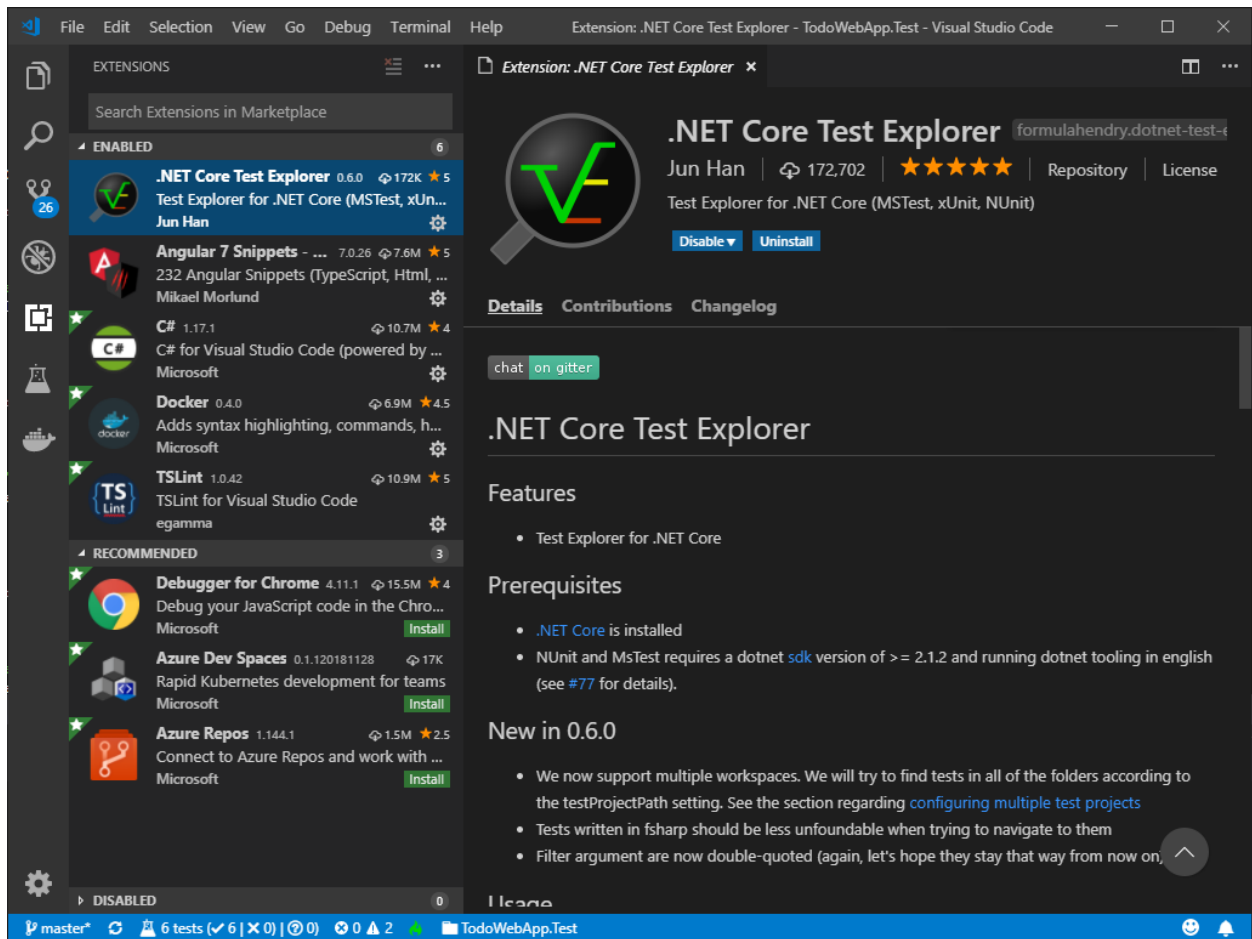 File Edit Selection View Go Debug Terminal Help Extension: .NET Core Test Explorer - TodoWebApp.Test - Visual Studio Code
EXTENSIONS
Search Extensions in Marketplace
ENABLED 6
.NET Core Test Explorer 0.6.0 172K 5
Test Explorer for .NET Core (MSTest, xUn...
Jun Han
26
Angular 7 Snippets - ... 7.0.26 7.6M 5
232 Angular Snippets (TypeScript, Html, ...
Mikael Morlund
C# 1.17.1 10.7M 4
C# for Visual Studio Code (powered by ...
Microsoft
C#
Docker 0.4.0 6.9M 4.5
Adds syntax highlighting, commands, h...
Microsoft
docker
TSLint 1.0.42 10.9M 5
TSLint for Visual Studio Code
egamma
{TS}
Lint
RECOMMENDED 3
Debugger for Chrome 4.11.1 15.5M 4
Debug your JavaScript code in the Chro...
Microsoft Install
Azure Dev Spaces 0.1.120181128 17K
Rapid Kubernetes development for teams
Microsoft Install
Azure Repos 1.144.1 1.5M 2.5
Connect to Azure Repos and work with ...
Microsoft Install
DISABLED 0
Extension: .NET Core Test Explorer
.NET Core Test Explorer formulahendry.dotnet-test-e
Jun Han 172,702 Repository License
Test Explorer for .NET Core (MSTest, xUnit, NUnit)
Disable Uninstall
Details Contributions Changelog
chat on gitter
.NET Core Test Explorer
Features
• Test Explorer for .NET Core
Prerequisites
• .NET Core is installed
• NUnit and MsTest requires a dotnet sdk version of >= 2.1.2 and running dotnet tooling in english
(see #77 for details).
New in 0.6.0
• We now support multiple workspaces. We will try to find tests in all of the folders according to
the testProjectPath setting. See the section regarding configuring multiple test projects
• Tests written in fsharp should be less unfoundable when trying to navigate to them
• Filter argument are now double-quoted (again, let's hope they stay that way from now on)
Usage
master* 6 tests (✓ 6 | ✕ 0) | ? 0) 0 2 TodoWebApp.Test